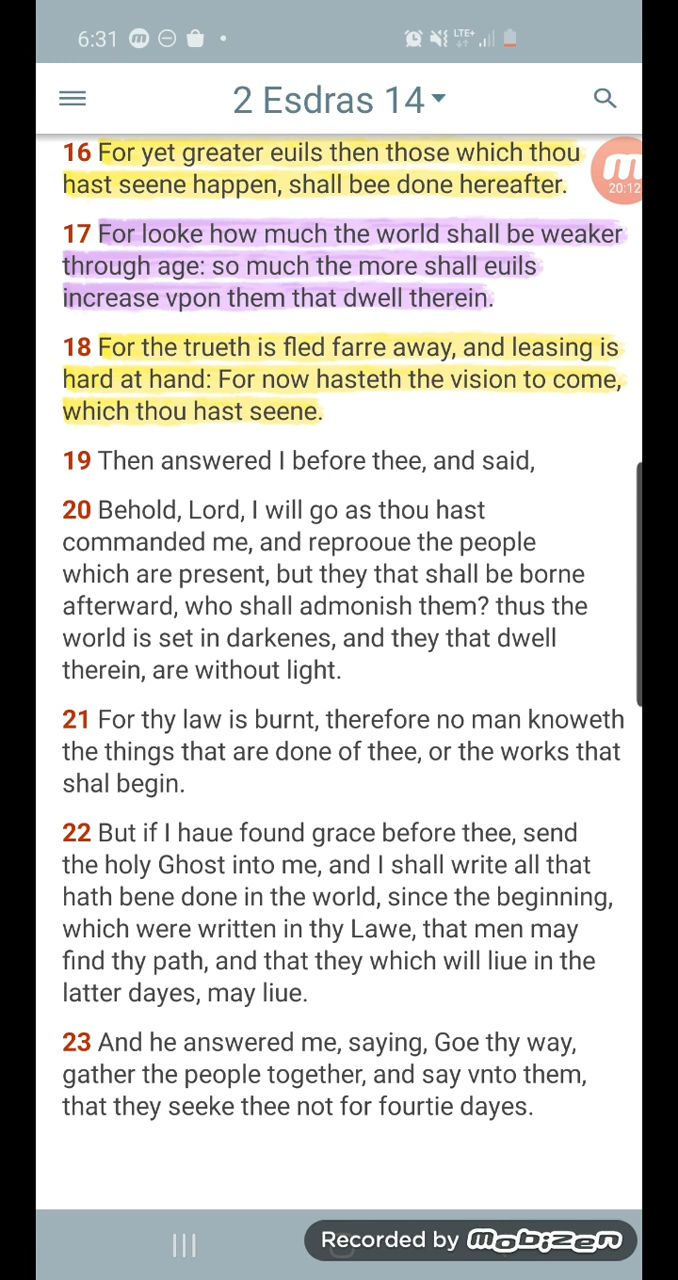 6:31 LTE+
2 Esdras 14
16 For yet greater euils then those which thou
hast seene happen, shall bee done hereafter.
20:12
17 For looke how much the world shall be weaker
through age: so much the more shall euils
increase vpon them that dwell therein.
18 For the trueth is fled farre away, and leasing is
hard at hand: For now hasteth the vision to come,
which thou hast seene.
19 Then answered I before thee, and said,
20 Behold, Lord, I will go as thou hast
commanded me, and reprooue the people
which are present, but they that shall be borne
afterward, who shall admonish them? thus the
world is set in darkenes, and they that dwell
therein, are without light.
21 For thy law is burnt, therefore no man knoweth
the things that are done of thee, or the works that
shal begin.
22 But if I haue found grace before thee, send
the holy Ghost into me, and I shall write all that
hath bene done in the world, since the beginning,
which were written in thy Lawe, that men may
find thy path, and that they which will liue in the
latter dayes, may liue.
23 And he answered me, saying, Goe thy way,
gather the people together, and say vnto them,
that they seeke thee not for fourtie dayes.
Recorded by mobizen